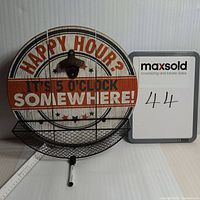 HAPPY HOUR?
IT'S 5 O'CLOCK
SOMEWHERE!
maxsold
44